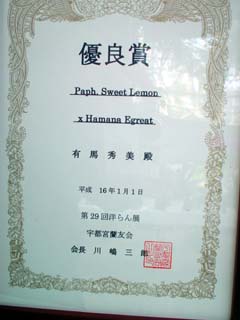 優良賞
Paph. Sweet Lemon
x Hamana Egreat
有馬秀美殿
平成 16年1月1日
第29回洋らん展
宇都宮蘭友会
会長 川嶋三郎